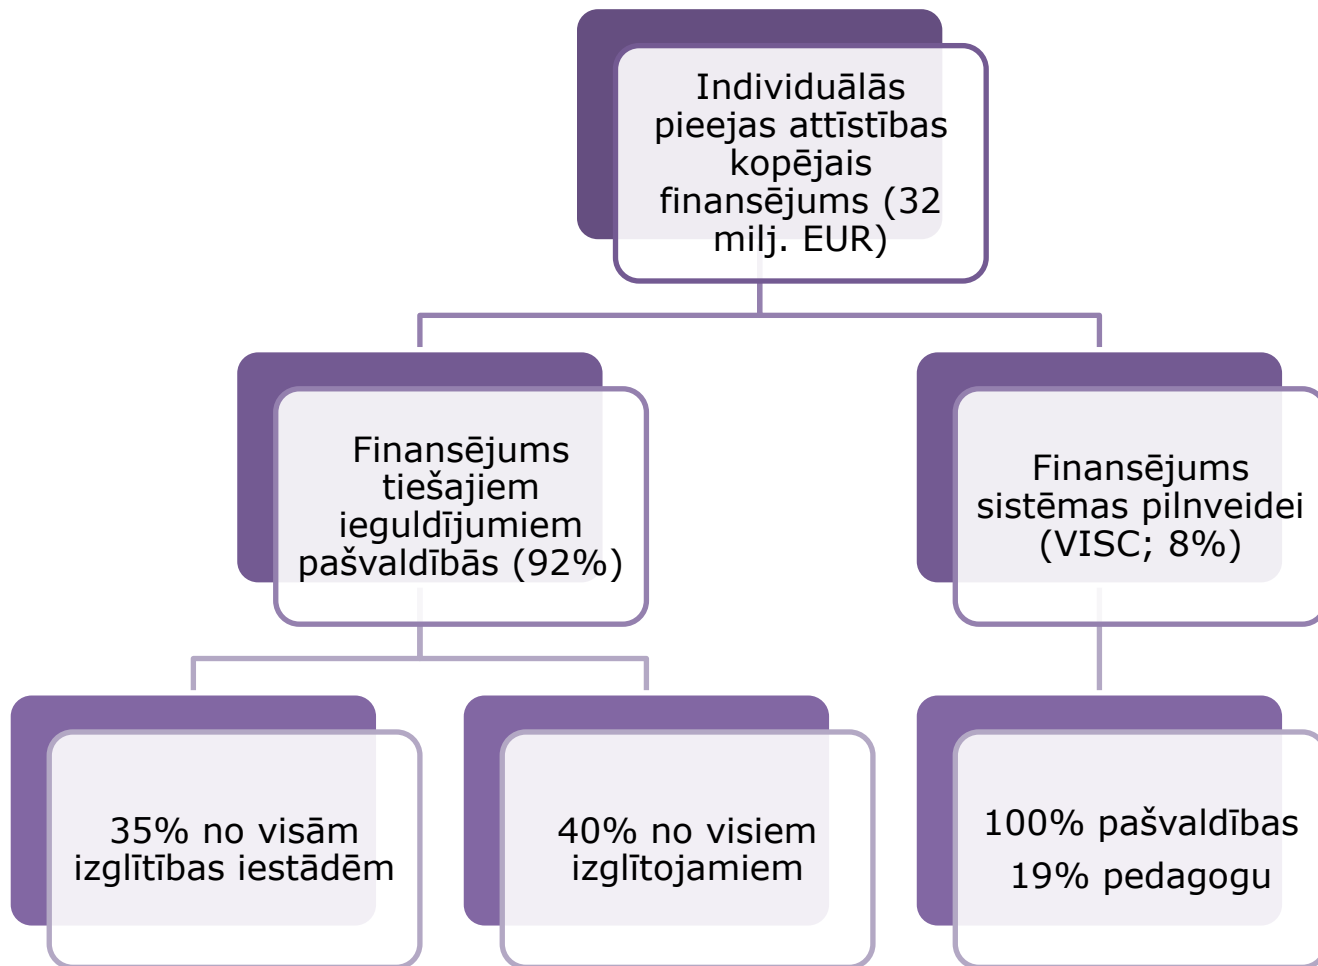 Individuālās
pieejas attīstības
kopējais
finansējums (32
milj. EUR)
Finansējums
tiešajiem
ieguldījumiem
pašvaldībās (92%)
Finansējums
sistēmas pilnveidei
(VISC; 8%)
35% no visām
izglītības iestādēm
40% no visiem
izglītojamiem
100% pašvaldības
19% pedagogu